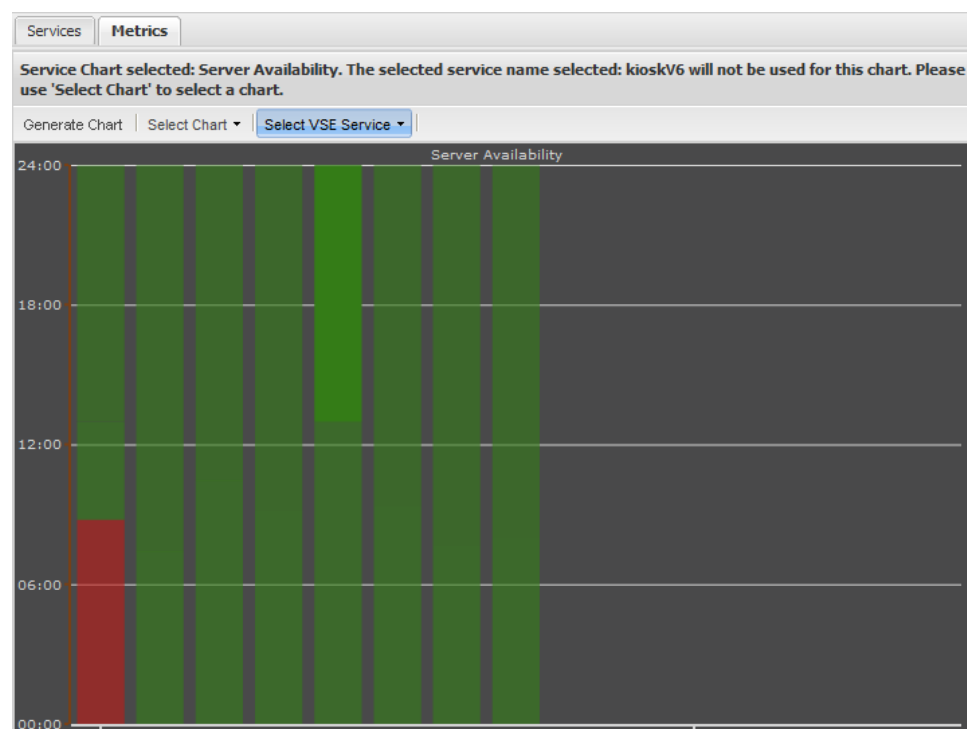 Services Metrics
Service Chart selected: Server Availability. The selected service name selected: kioskV6 will not be used for this chart. Please
use 'Select Chart' to select a chart.
Generate Chart Select Chart Select VSE Service
Server Availability
24:00
18:00
12:00
06:00
00:00